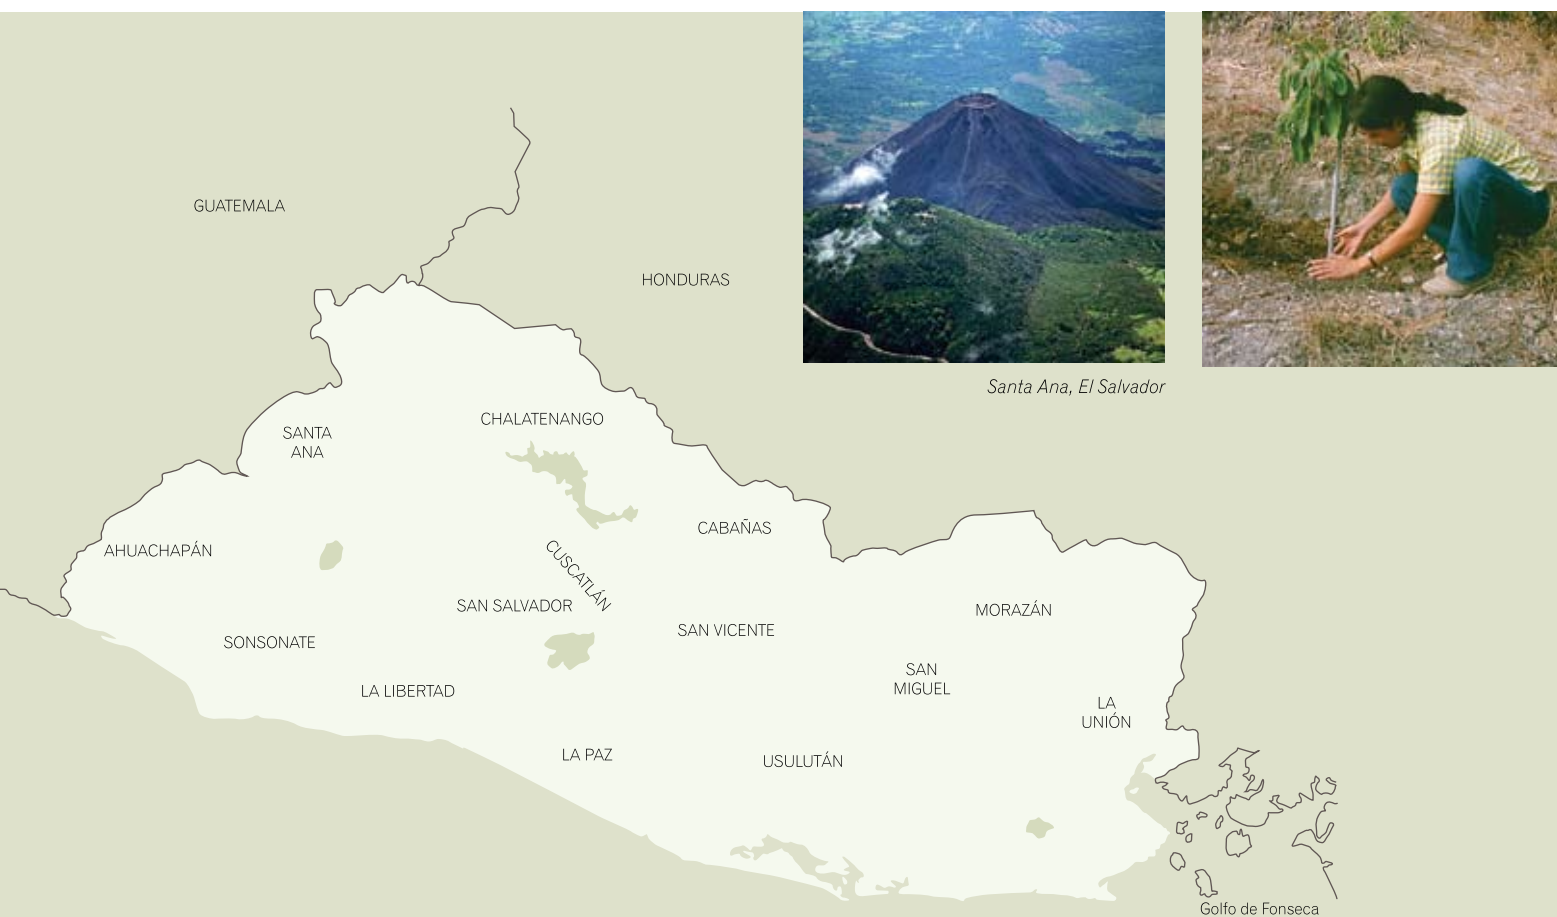 GUATEMALA
HONDURAS
Santa Ana, El Salvador
CHALATENANGO
SANTA
ANA
CABAÑAS
AHUACHAPÁN
CUSCATLÁN
SAN SALVADOR
MORAZÁN
SAN VICENTE
SONSONATE
SAN
MIGUEL
LA LIBERTAD
LA
UNIÓN
LA PAZ
USULUTÁN
Golfo de Fonseca